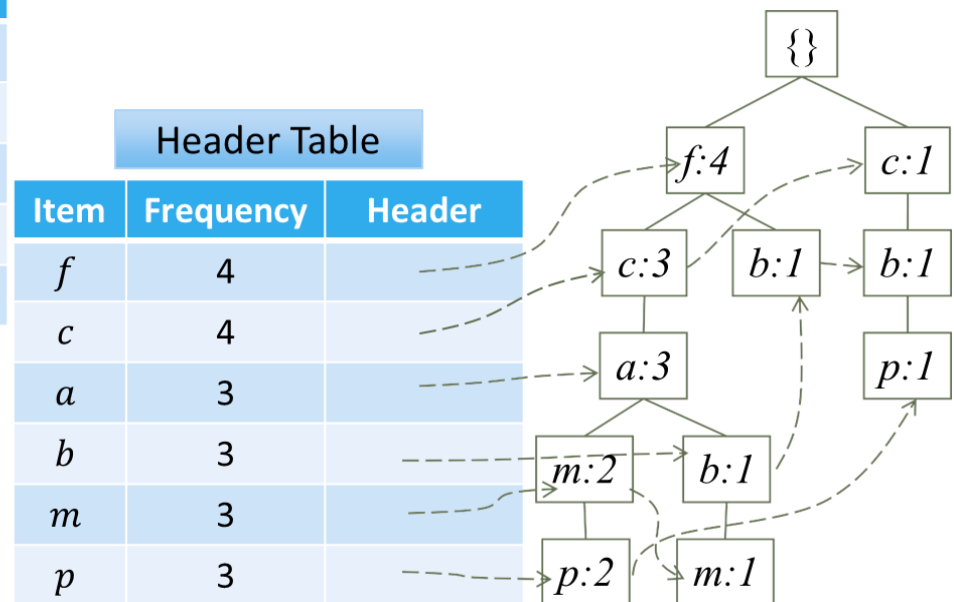 {}
Header Table
f:4 c:1
Item Frequency Header
c:3 b:1 b:1
f 4
c 4
a:3 p:1
a 3
b 3
m:2 b:1
m 3
p 3
p:2 m:1